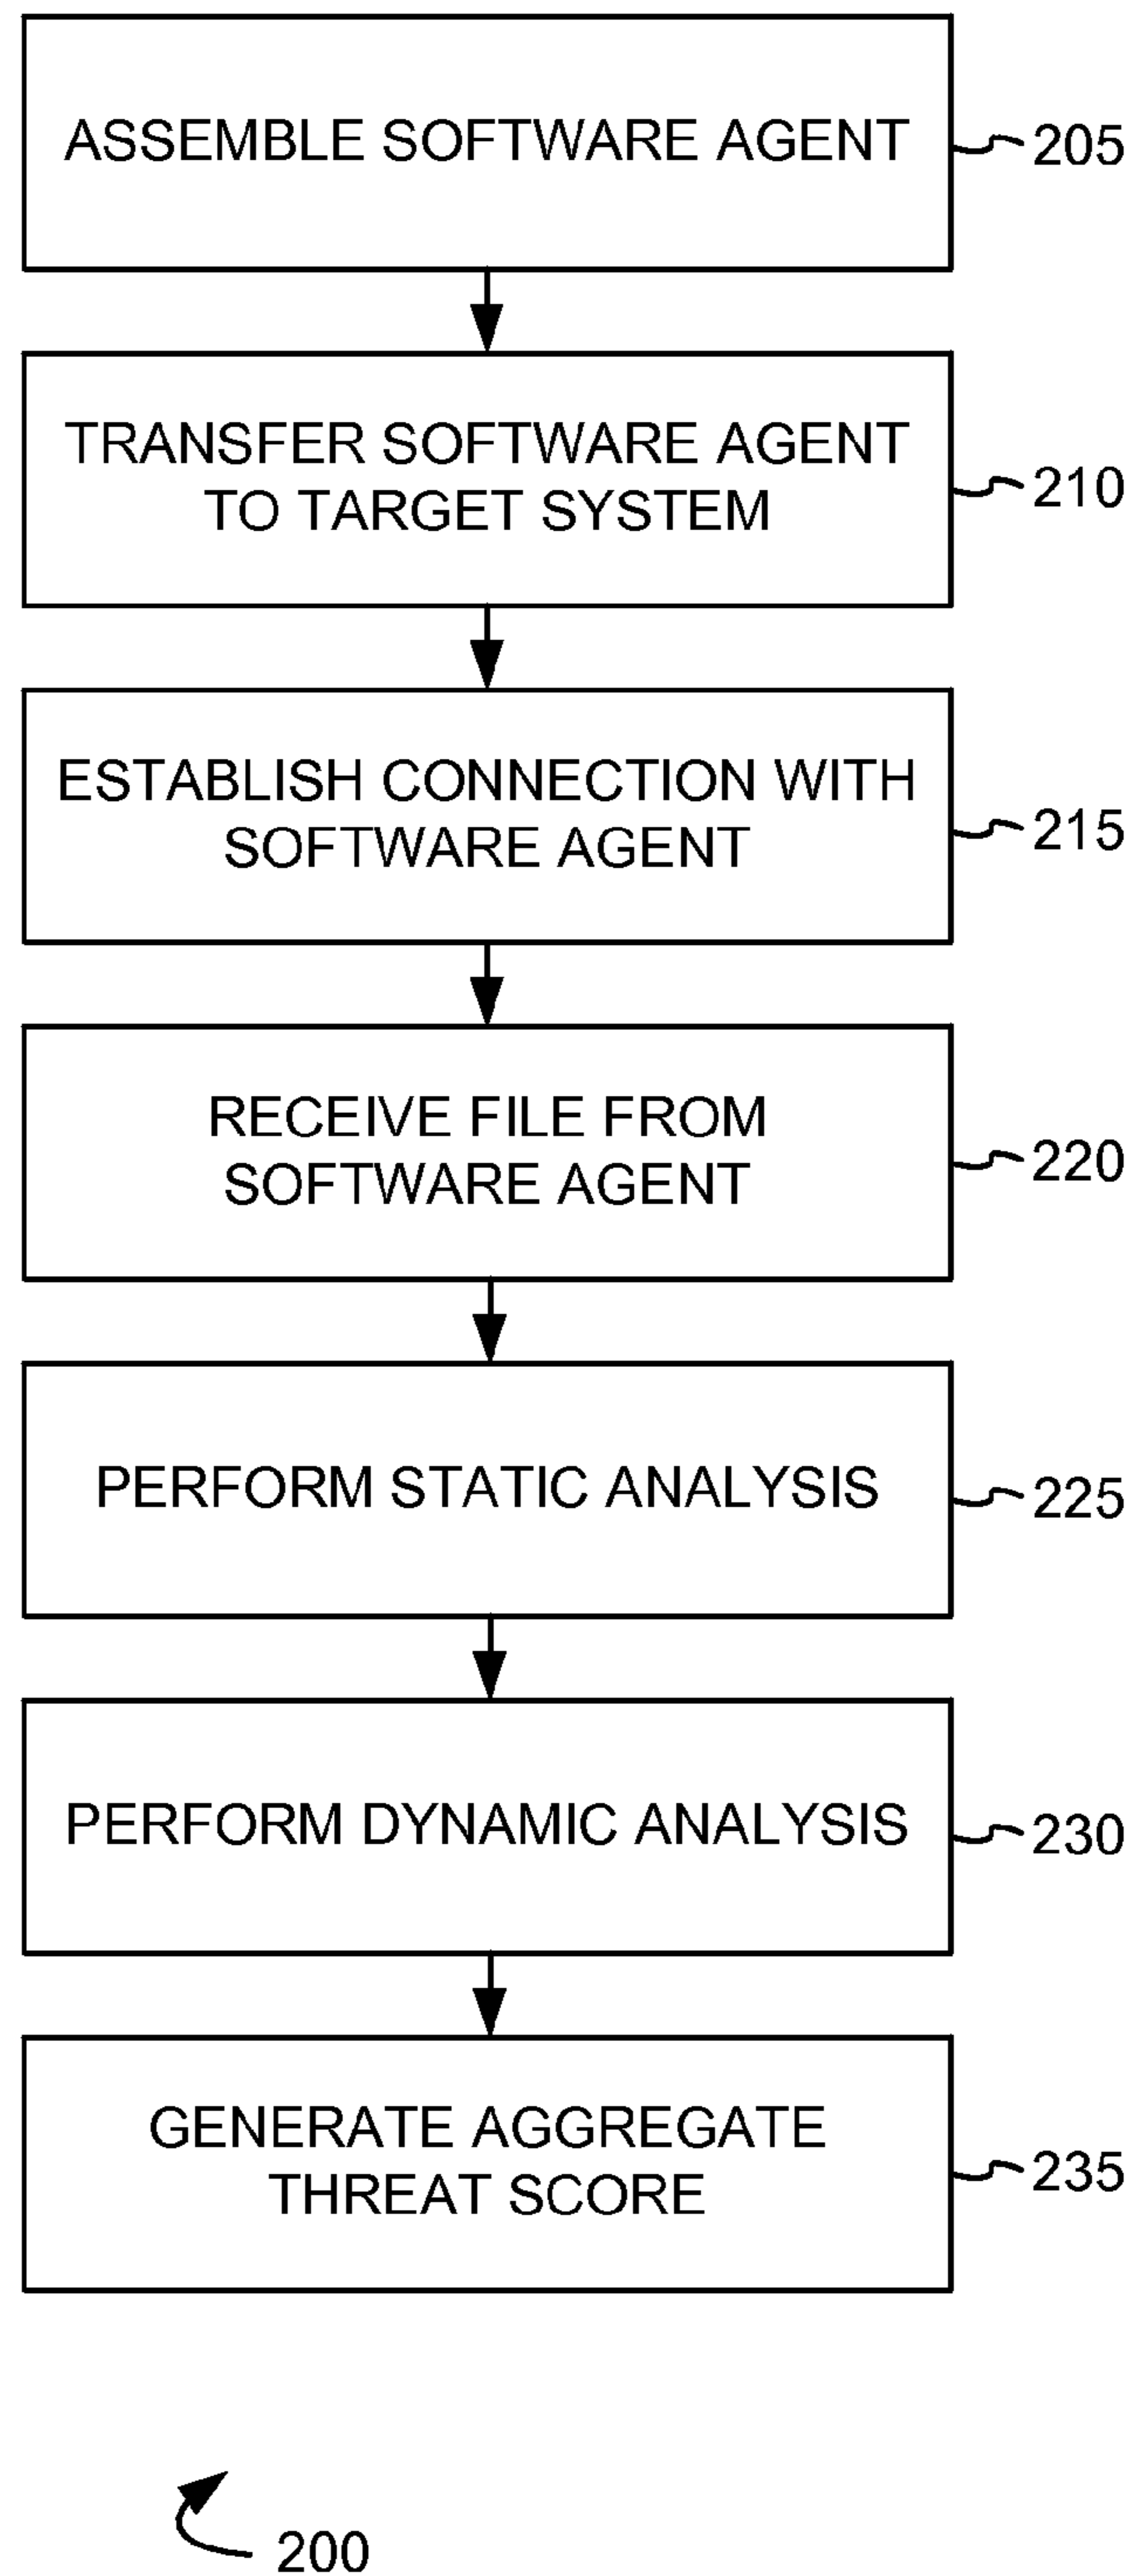 ASSEMBLE SOFTWARE AGENT
205
TRANSFER SOFTWARE AGENT
TO TARGET SYSTEM
210
ESTABLISH CONNECTION WITH
SOFTWARE AGENT
215
RECEIVE FILE FROM
SOFTWARE AGENT
220
PERFORM STATIC ANALYSIS
225
PERFORM DYNAMIC ANALYSIS
230
GENERATE AGGREGATE
THREAT SCORE
235
200